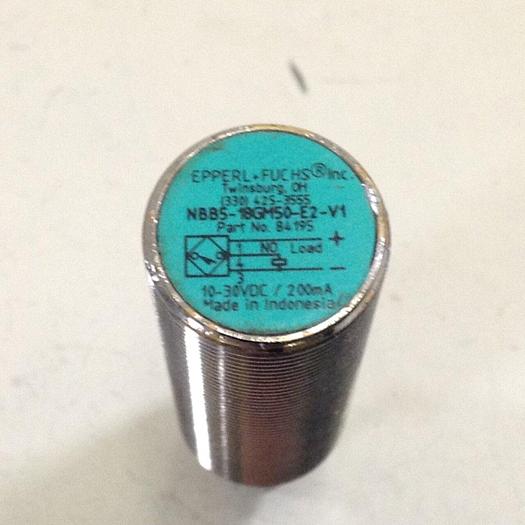 EPPERL+FUCHS® Inc.
Twinsburg, OH
(330) 425-3555
NBB5-18GM50-E2-V1
Part No. 84195
1 NO Load +
4
3 −
10-30VDC / 200mA
Made in Indonesia